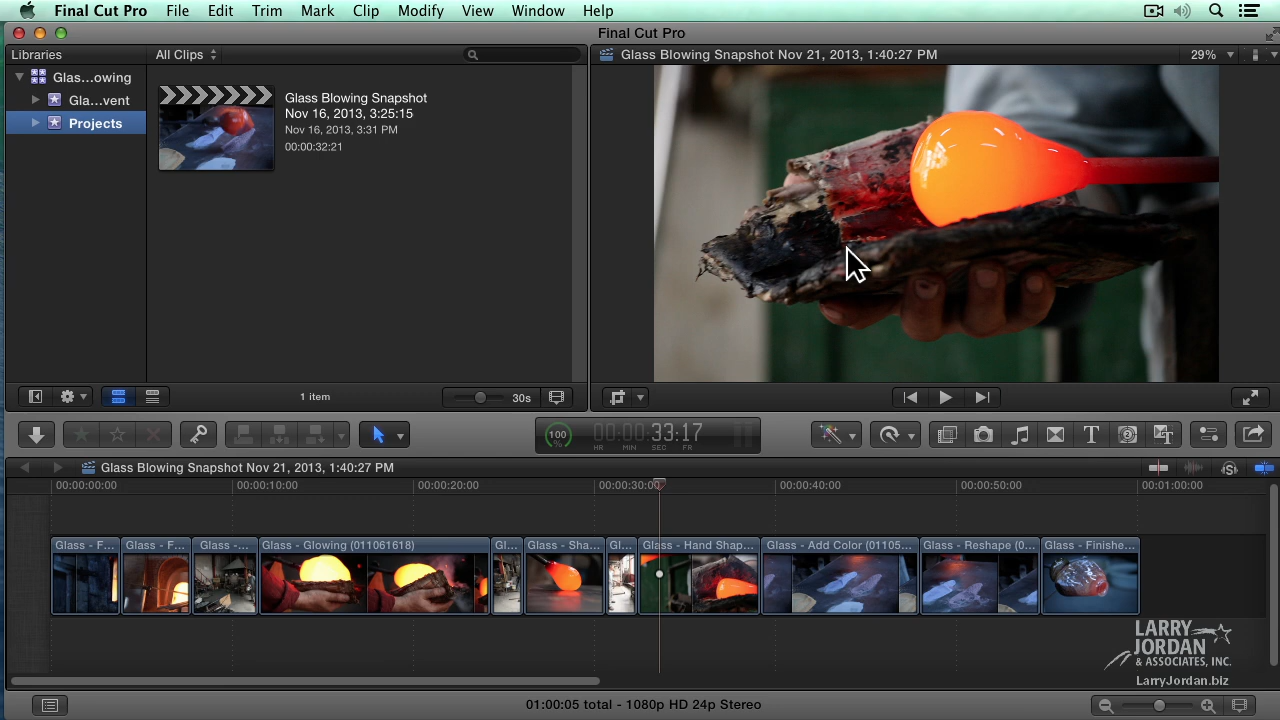 Final Cut Pro File Edit Trim Mark Clip Modify View Window Help
Final Cut Pro
Libraries
All Clips
Glass Blowing Snapshot Nov 21, 2013, 1:40:27 PM
29%
Glas...owing
Gla...vent
Projects
Glass Blowing Snapshot
Nov 16, 2013, 3:25:15
Nov 16, 2013, 3:31 PM
00:00:32:21
1 item
30s
100
%
00:00:33:17
HR MIN SEC FR
Glass Blowing Snapshot Nov 21, 2013, 1:40:27 PM
00:00:00:00 00:00:10:00 00:00:20:00 00:00:30:00 00:00:40:00 00:00:50:00 00:01:00:00
Glass - F... Glass - F... Glass -... Glass - Glowing (011061618) Gl... Glass - Sha... Gl... Glass - Hand Shap... Glass - Add Color (01105... Glass - Reshape (0... Glass - Finishe...
LARRY
JORDAN
& ASSOCIATES, INC.
LarryJordan.biz
01:00:05 total - 1080p HD 24p Stereo